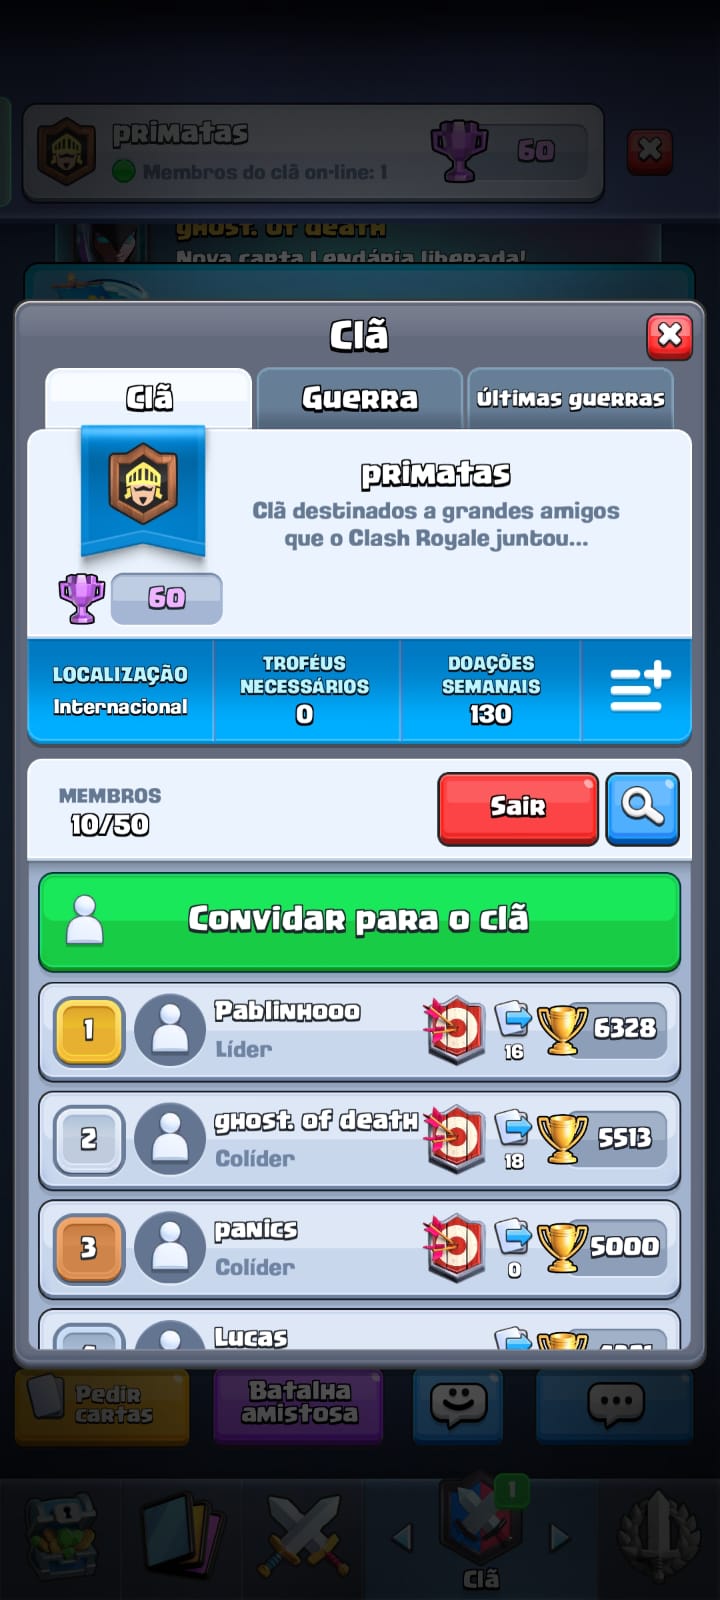 primatas
60
Membros do clã on-line: 1
ghost. of death
Nova carta Lendária liberada!
Clã
Clã
Guerra
Últimas guerras
primatas
Clã destinados a grandes amigos
que o Clash Royale juntou...
60
LOCALIZAÇÃO
Internacional
TROFÉUS
NECESSÁRIOS
0
DOAÇÕES
SEMANAIS
130
MEMBROS
10/50
Sair
Convidar para o clã
1
Pablinhooo
Líder
16
6328
2
ghost. of death
Colíder
18
5513
3
panics
Colíder
0
5000
Lucas
Pedir
cartas
Batalha
amistosa
1
Clã